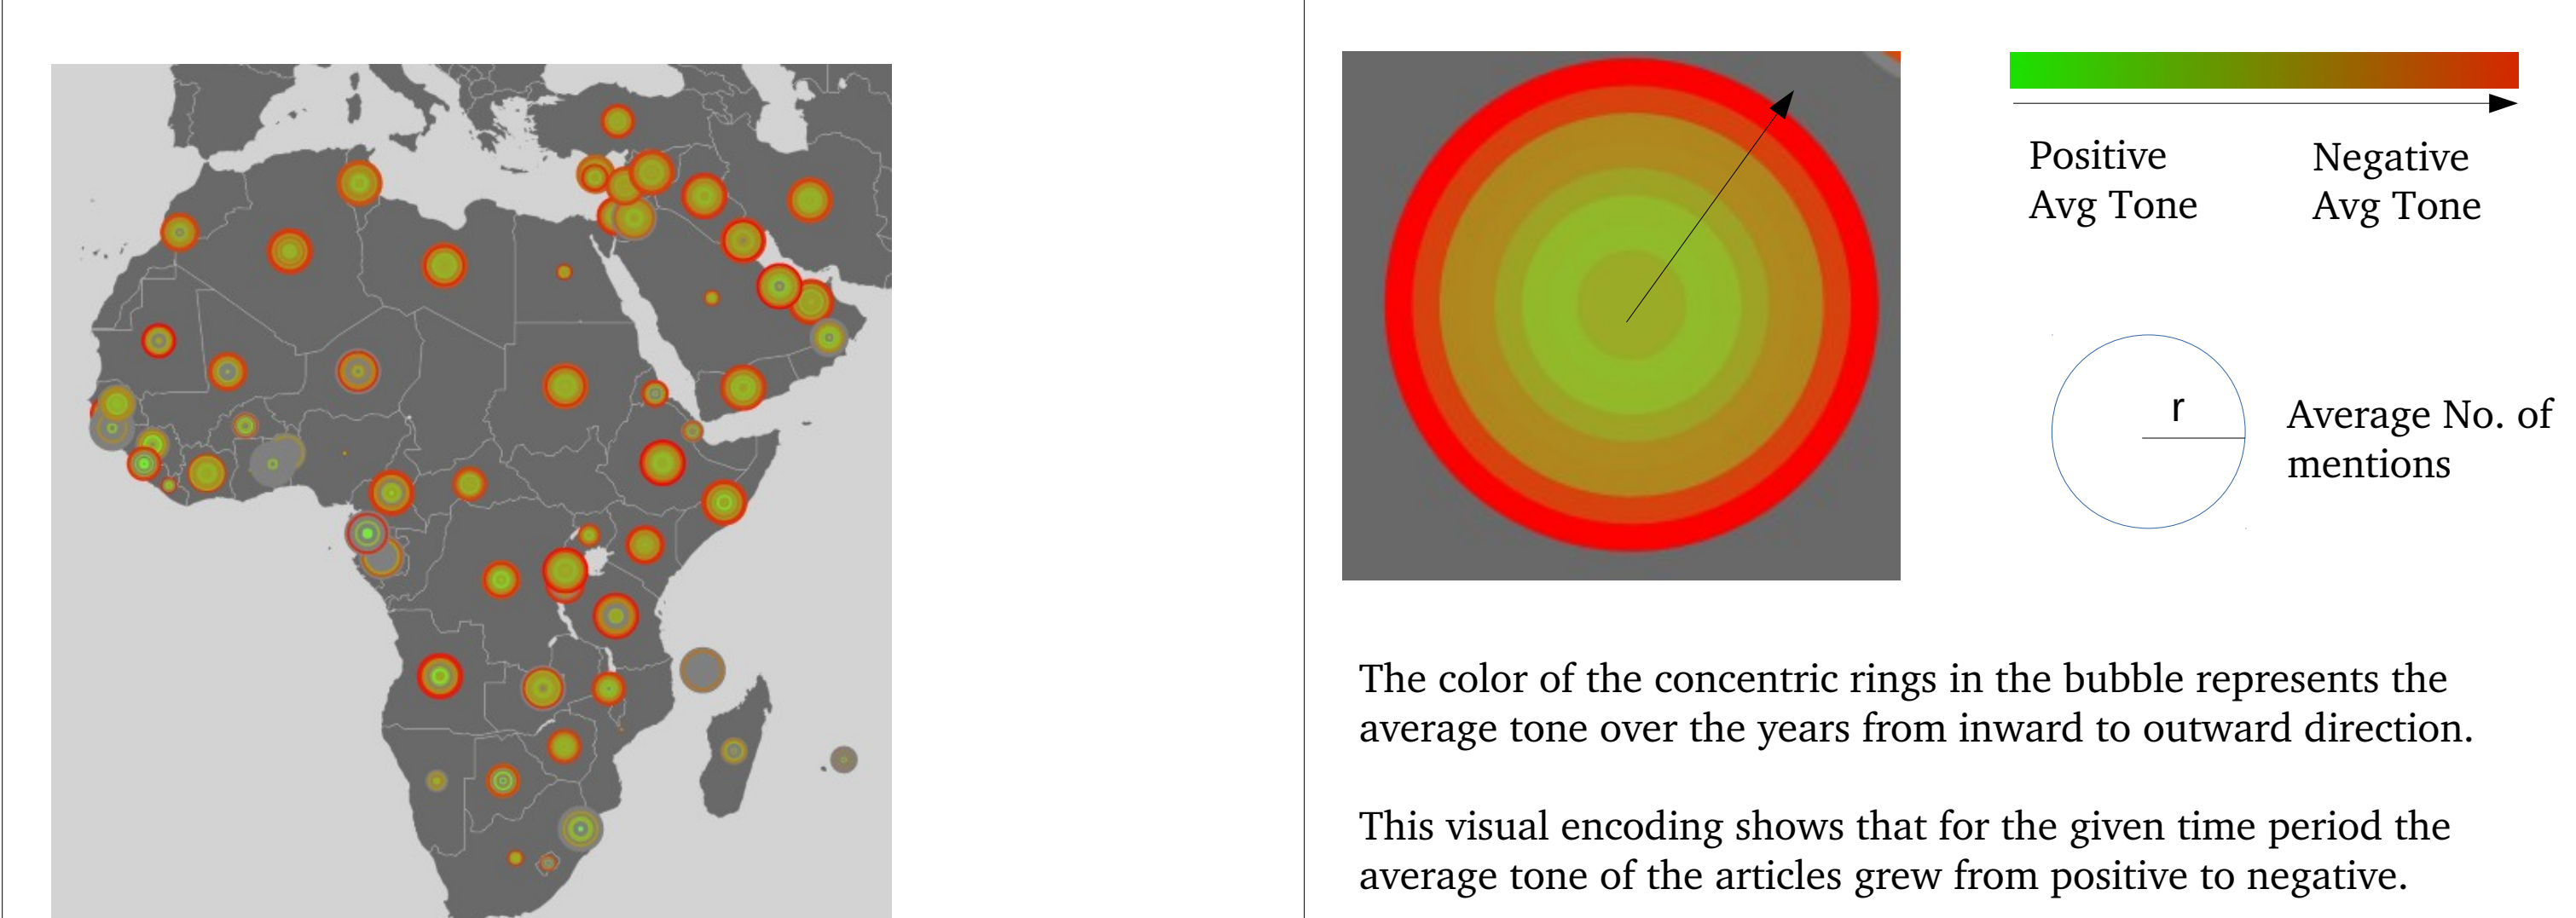 Positive
Avg Tone
Negative
Avg Tone
r
Average No. of
mentions
The color of the concentric rings in the bubble represents the
average tone over the years from inward to outward direction.
This visual encoding shows that for the given time period the
average tone of the articles grew from positive to negative.